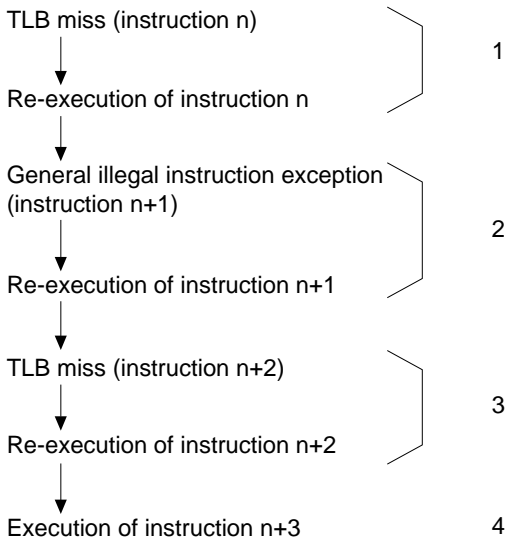 TLB miss (instruction n)
1
Re-execution of instruction n
General illegal instruction exception
(instruction n+1)
2
Re-execution of instruction n+1
TLB miss (instruction n+2)
3
Re-execution of instruction n+2
Execution of instruction n+3
4